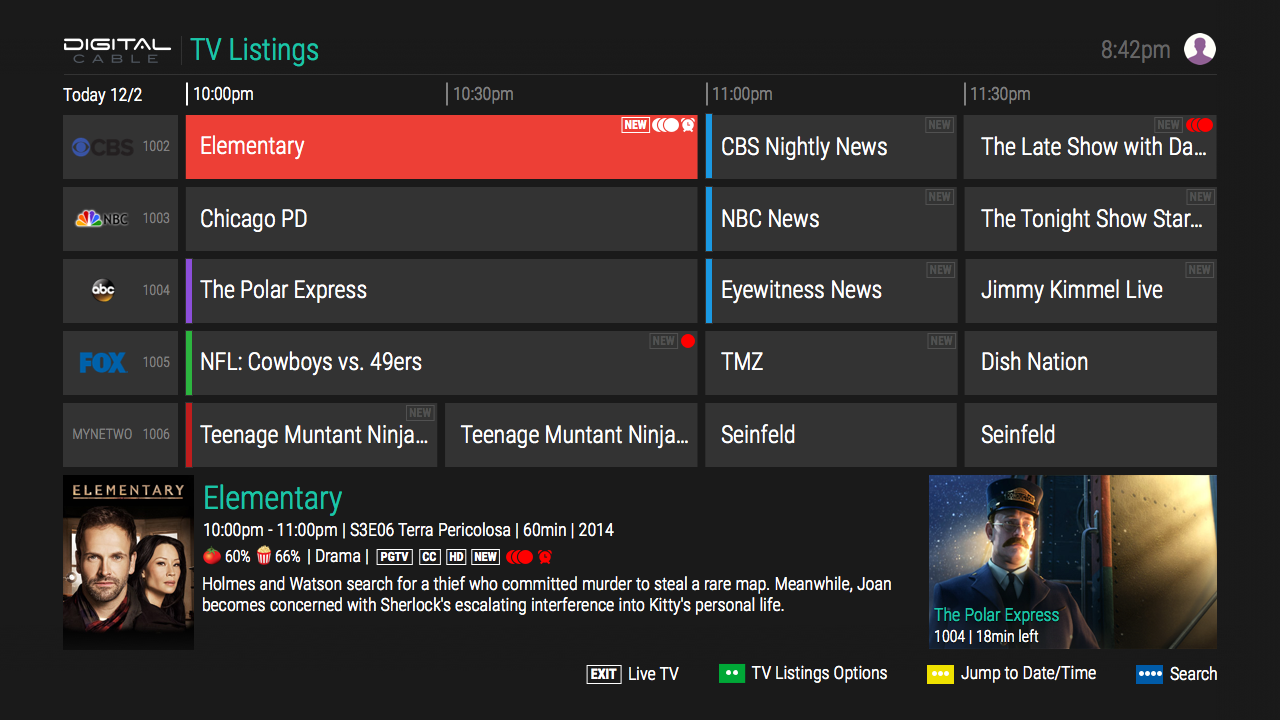 DIGITAL CABLE TV Listings 8:42pm
Today 12/2 10:00pm 10:30pm 11:00pm 11:30pm
CBS 1002 Elementary NEW CBS Nightly News NEW The Late Show with Da... NEW
NBC 1003 Chicago PD NBC News NEW The Tonight Show Star... NEW
abc 1004 The Polar Express Eyewitness News NEW Jimmy Kimmel Live NEW
FOX 1005 NFL: Cowboys vs. 49ers NEW TMZ NEW Dish Nation
MYNETWO 1006 Teenage Muntant Ninja... NEW Teenage Muntant Ninja... Seinfeld Seinfeld
ELEMENTARY
Elementary
10:00pm - 11:00pm | S3E06 Terra Pericolosa | 60min | 2014
60% 66% | Drama | PGTV CC HD NEW
Holmes and Watson search for a thief who committed murder to steal a rare map. Meanwhile, Joan
becomes concerned with Sherlock's escalating interference into Kitty's personal life.
The Polar Express
1004 | 18min left
EXIT Live TV TV Listings Options Jump to Date/Time Search